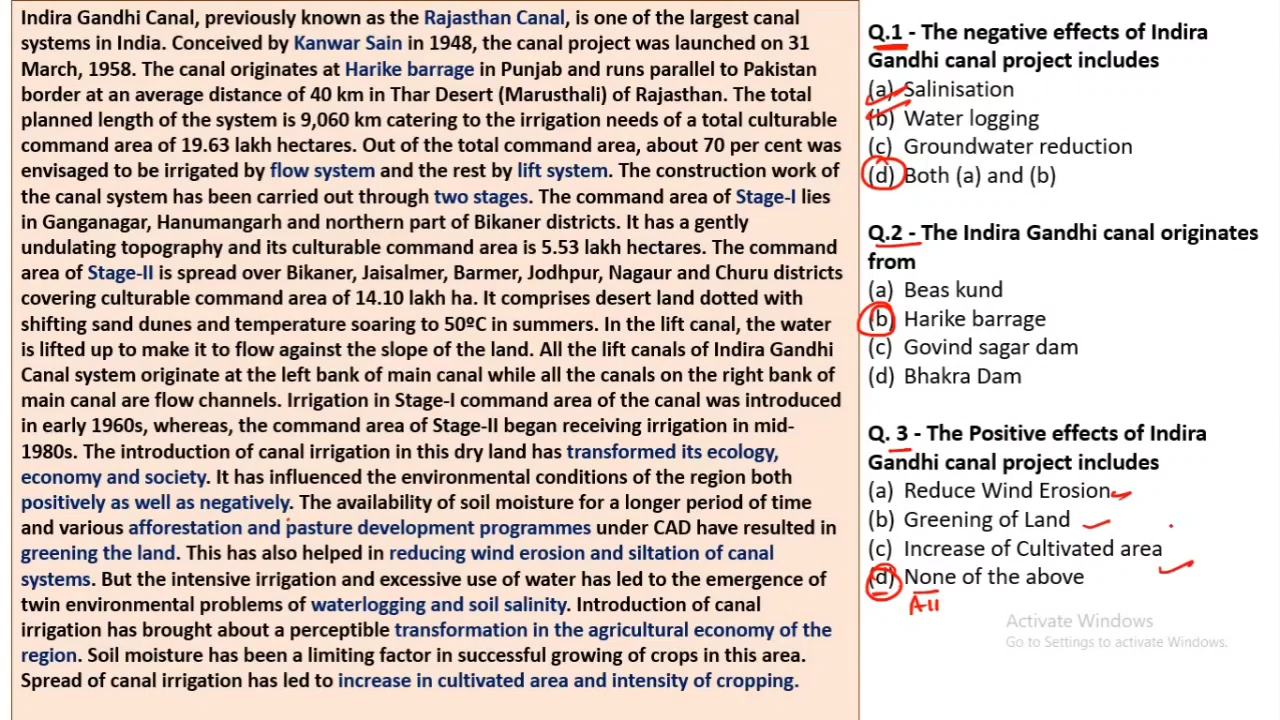 Indira Gandhi Canal, previously known as the Rajasthan Canal, is one of the largest canal
systems in India. Conceived by Kanwar Sain in 1948, the canal project was launched on 31
March, 1958. The canal originates at Harike barrage in Punjab and runs parallel to Pakistan
border at an average distance of 40 km in Thar Desert (Marusthali) of Rajasthan. The total
planned length of the system is 9,060 km catering to the irrigation needs of a total culturable
command area of 19.63 lakh hectares. Out of the total command area, about 70 per cent was
envisaged to be irrigated by flow system and the rest by lift system. The construction work of
the canal system has been carried out through two stages. The command area of Stage-I lies
in Ganganagar, Hanumangarh and northern part of Bikaner districts. It has a gently
undulating topography and its culturable command area is 5.53 lakh hectares. The command
area of Stage-II is spread over Bikaner, Jaisalmer, Barmer, Jodhpur, Nagaur and Churu districts
covering culturable command area of 14.10 lakh ha. It comprises desert land dotted with
shifting sand dunes and temperature soaring to 50ºC in summers. In the lift canal, the water
is lifted up to make it to flow against the slope of the land. All the lift canals of Indira Gandhi
Canal system originate at the left bank of main canal while all the canals on the right bank of
main canal are flow channels. Irrigation in Stage-I command area of the canal was introduced
in early 1960s, whereas, the command area of Stage-II began receiving irrigation in mid-
1980s. The introduction of canal irrigation in this dry land has transformed its ecology,
economy and society. It has influenced the environmental conditions of the region both
positively as well as negatively. The availability of soil moisture for a longer period of time
and various afforestation and pasture development programmes under CAD have resulted in
greening the land. This has also helped in reducing wind erosion and siltation of canal
systems. But the intensive irrigation and excessive use of water has led to the emergence of
twin environmental problems of waterlogging and soil salinity. Introduction of canal
irrigation has brought about a perceptible transformation in the agricultural economy of the
region. Soil moisture has been a limiting factor in successful growing of crops in this area.
Spread of canal irrigation has led to increase in cultivated area and intensity of cropping.
Q.1 - The negative effects of Indira
Gandhi canal project includes
(a) Salinisation
(b) Water logging
(c) Groundwater reduction
(d) Both (a) and (b)
Q.2 - The Indira Gandhi canal originates
from
(a) Beas kund
(b) Harike barrage
(c) Govind sagar dam
(d) Bhakra Dam
Q. 3 - The Positive effects of Indira
Gandhi canal project includes
(a) Reduce Wind Erosion
(b) Greening of Land
(c) Increase of Cultivated area
(d) None of the above
All
Activate Windows
Go to Settings to activate Windows.